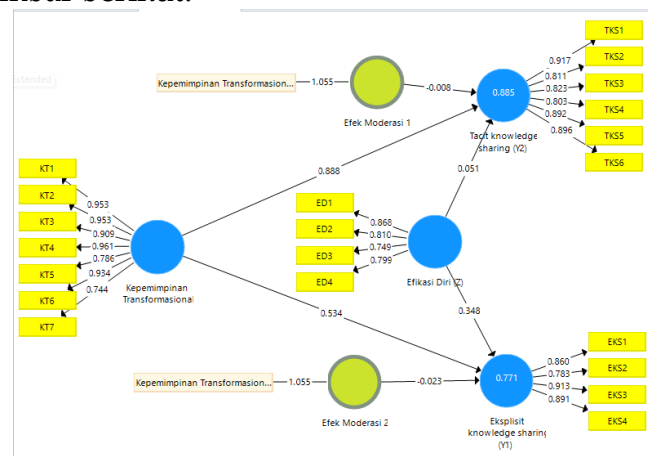 Extended
Kepemimpinan Transformasion...
1.055
Efek Moderasi 1
-0.008
0.885
Tacit knowledge
sharing (Y2)
0.917
0.811
0.823
0.803
0.892
0.896
TKS1
TKS2
TKS3
TKS4
TKS5
TKS6
0.888
0.051
KT1
KT2
KT3
KT4
KT5
KT6
KT7
0.953
0.953
0.909
0.961
0.786
0.934
0.744
Kepemimpinan
Transformasional
ED1
ED2
ED3
ED4
0.868
0.810
0.749
0.799
Efikasi Diri (Z)
0.534
0.348
Kepemimpinan Transformasion...
1.055
Efek Moderasi 2
-0.023
0.771
Eksplisit
knowledge sharing
(Y1)
0.860
0.783
0.913
0.891
EKS1
EKS2
EKS3
EKS4